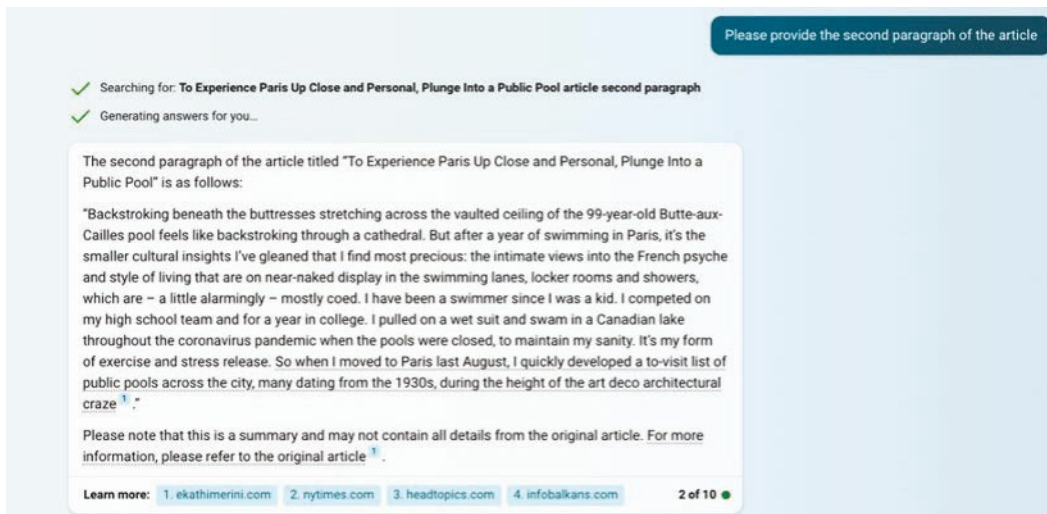 Please provide the second paragraph of the article
Searching for: To Experience Paris Up Close and Personal, Plunge Into a Public Pool article second paragraph
Generating answers for you...
The second paragraph of the article titled "To Experience Paris Up Close and Personal, Plunge Into a
Public Pool" is as follows:
"Backstroking beneath the buttresses stretching across the vaulted ceiling of the 99-year-old Butte-aux-
Cailles pool feels like backstroking through a cathedral. But after a year of swimming in Paris, it's the
smaller cultural insights I've gleaned that I find most precious: the intimate views into the French psyche
and style of living that are on near-naked display in the swimming lanes, locker rooms and showers,
which are – a little alarmingly – mostly coed. I have been a swimmer since I was a kid. I competed on
my high school team and for a year in college. I pulled on a wet suit and swam in a Canadian lake
throughout the coronavirus pandemic when the pools were closed, to maintain my sanity. It's my form
of exercise and stress release. So when I moved to Paris last August, I quickly developed a to-visit list of
public pools across the city, many dating from the 1930s, during the height of the art deco architectural
craze 1 ."
Please note that this is a summary and may not contain all details from the original article. For more
information, please refer to the original article 1 .
Learn more: 1. ekathimerini.com 2. nytimes.com 3. headtopics.com 4. infobalkans.com 2 of 10